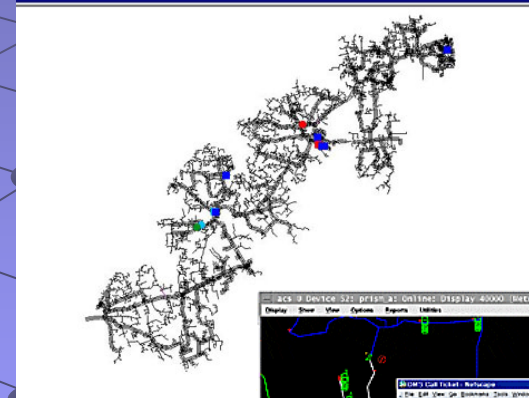 acs 0 Device 52: prism_a: Online: Display 40000 (Net
Display Show View Options Reports Utilities
OMS Call Ticket - Netscape
File Edit View Go Bookmarks Tools Window